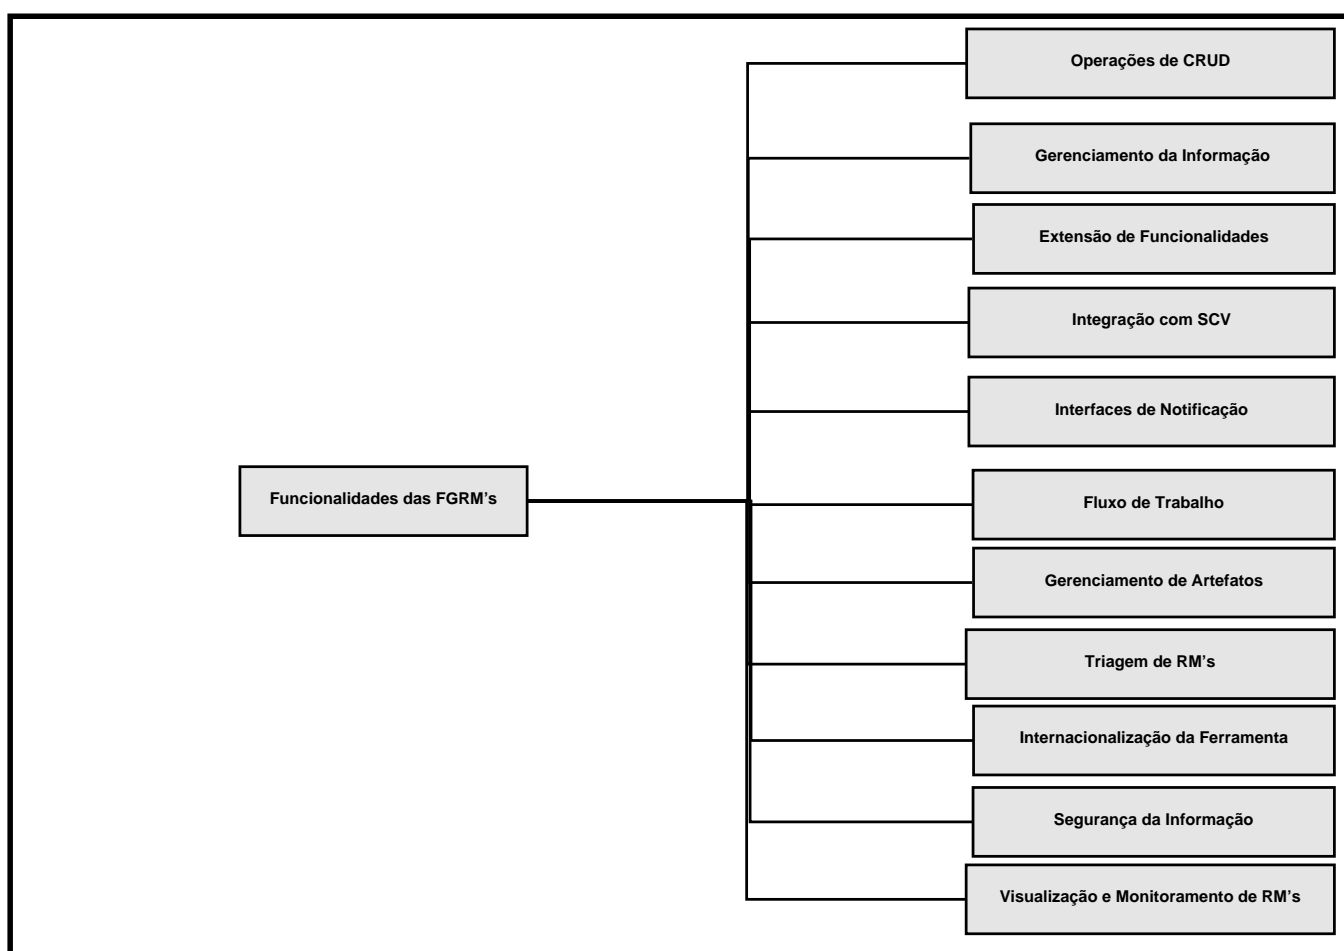 Operações de CRUD
Gerenciamento da Informação
Extensão de Funcionalidades
Integração com SCV
Interfaces de Notificação
Funcionalidades das FGRM’s
Fluxo de Trabalho
Gerenciamento de Artefatos
Triagem de RM’s
Internacionalização da Ferramenta
Segurança da Informação
Visualização e Monitoramento de RM’s